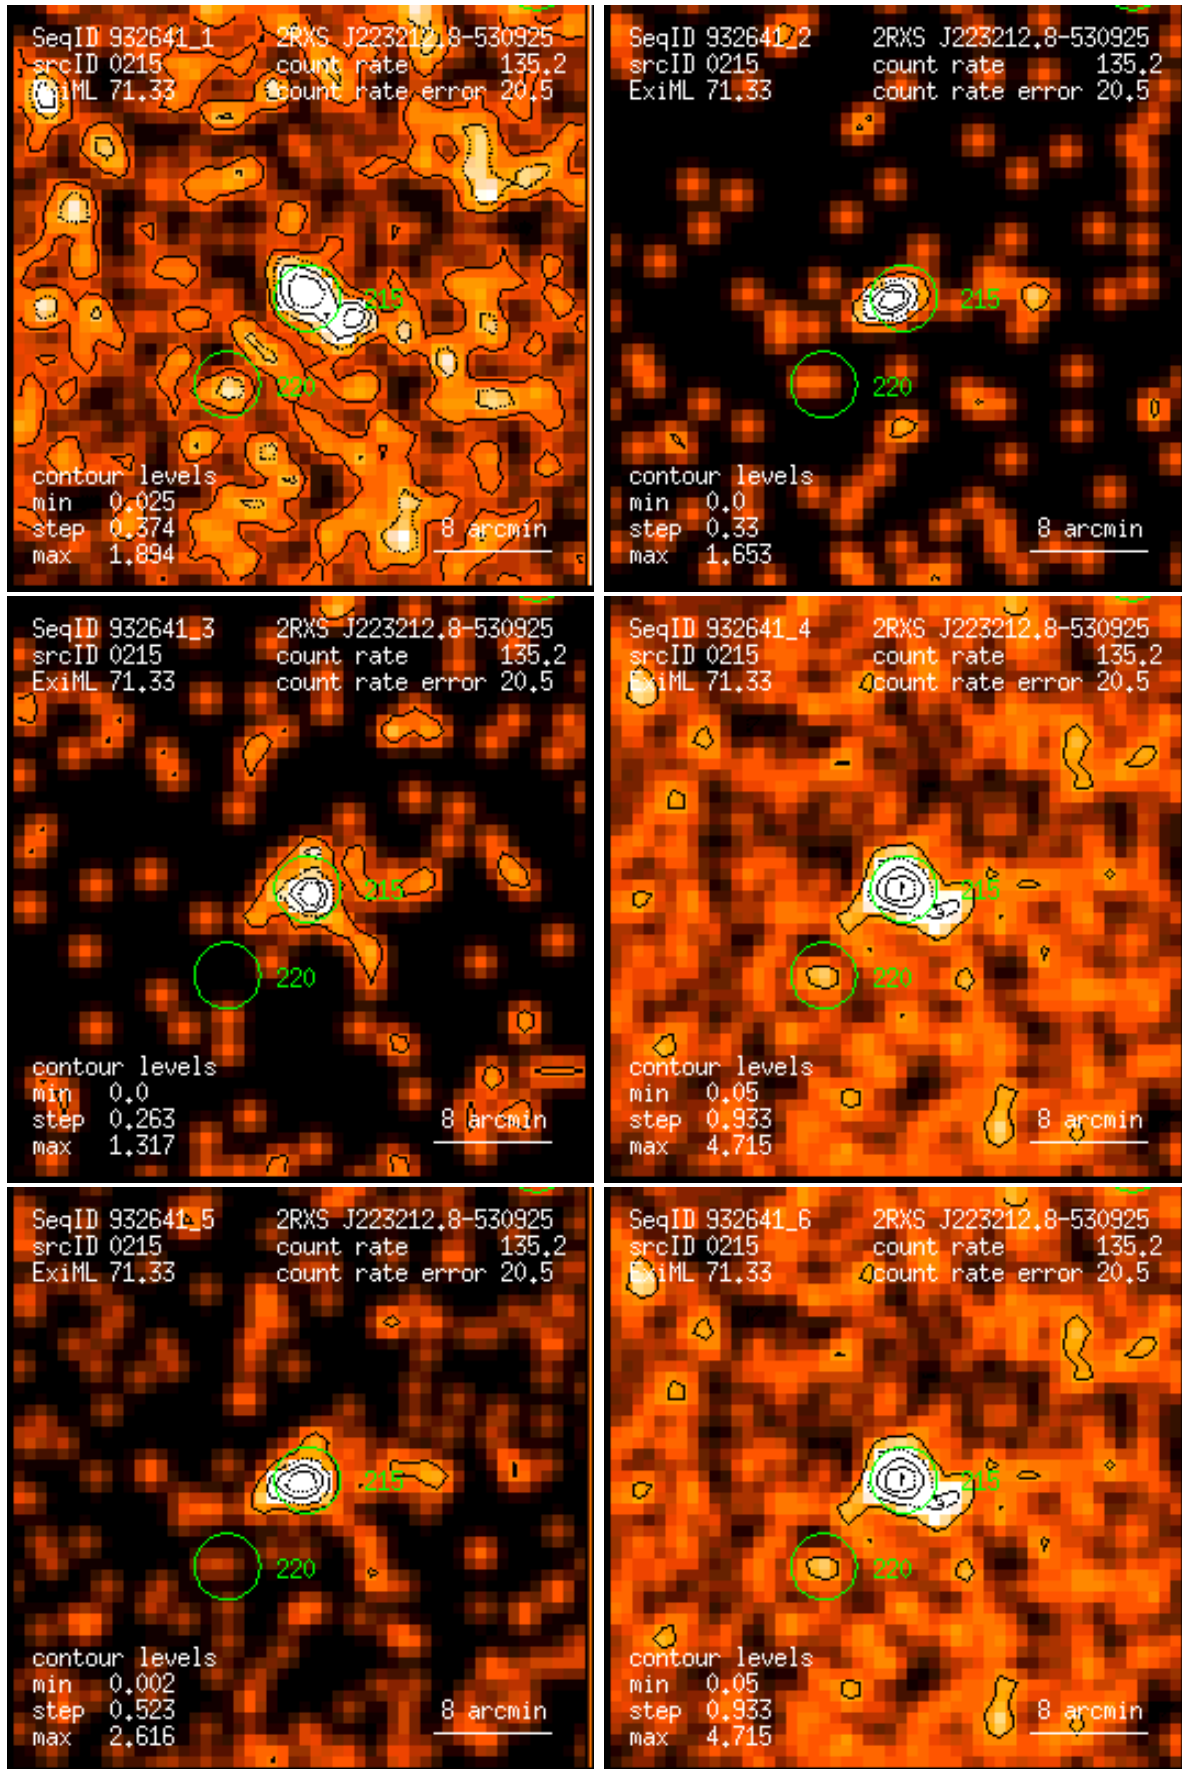 SeqID 932641_1 2RXS J223212.8-530925
srcID 0215 count rate 135.2
ExiML 71.33 count rate error 20.5
215
220
contour levels
min 0.025
step 0.374
max 1.894
8 arcmin
SeqID 932641_2 2RXS J223212.8-530925
srcID 0215 count rate 135.2
ExiML 71.33 count rate error 20.5
215
220
contour levels
min 0.0
step 0.33
max 1.653
8 arcmin
SeqID 932641_3 2RXS J223212.8-530925
srcID 0215 count rate 135.2
ExiML 71.33 count rate error 20.5
215
220
contour levels
min 0.0
step 0.263
max 1.317
8 arcmin
SeqID 932641_4 2RXS J223212.8-530925
srcID 0215 count rate 135.2
ExiML 71.33 count rate error 20.5
215
220
contour levels
min 0.05
step 0.933
max 4.715
8 arcmin
SeqID 932641_5 2RXS J223212.8-530925
srcID 0215 count rate 135.2
ExiML 71.33 count rate error 20.5
215
220
contour levels
min 0.002
step 0.523
max 2.616
8 arcmin
SeqID 932641_6 2RXS J223212.8-530925
srcID 0215 count rate 135.2
ExiML 71.33 count rate error 20.5
215
220
contour levels
min 0.05
step 0.933
max 4.715
8 arcmin